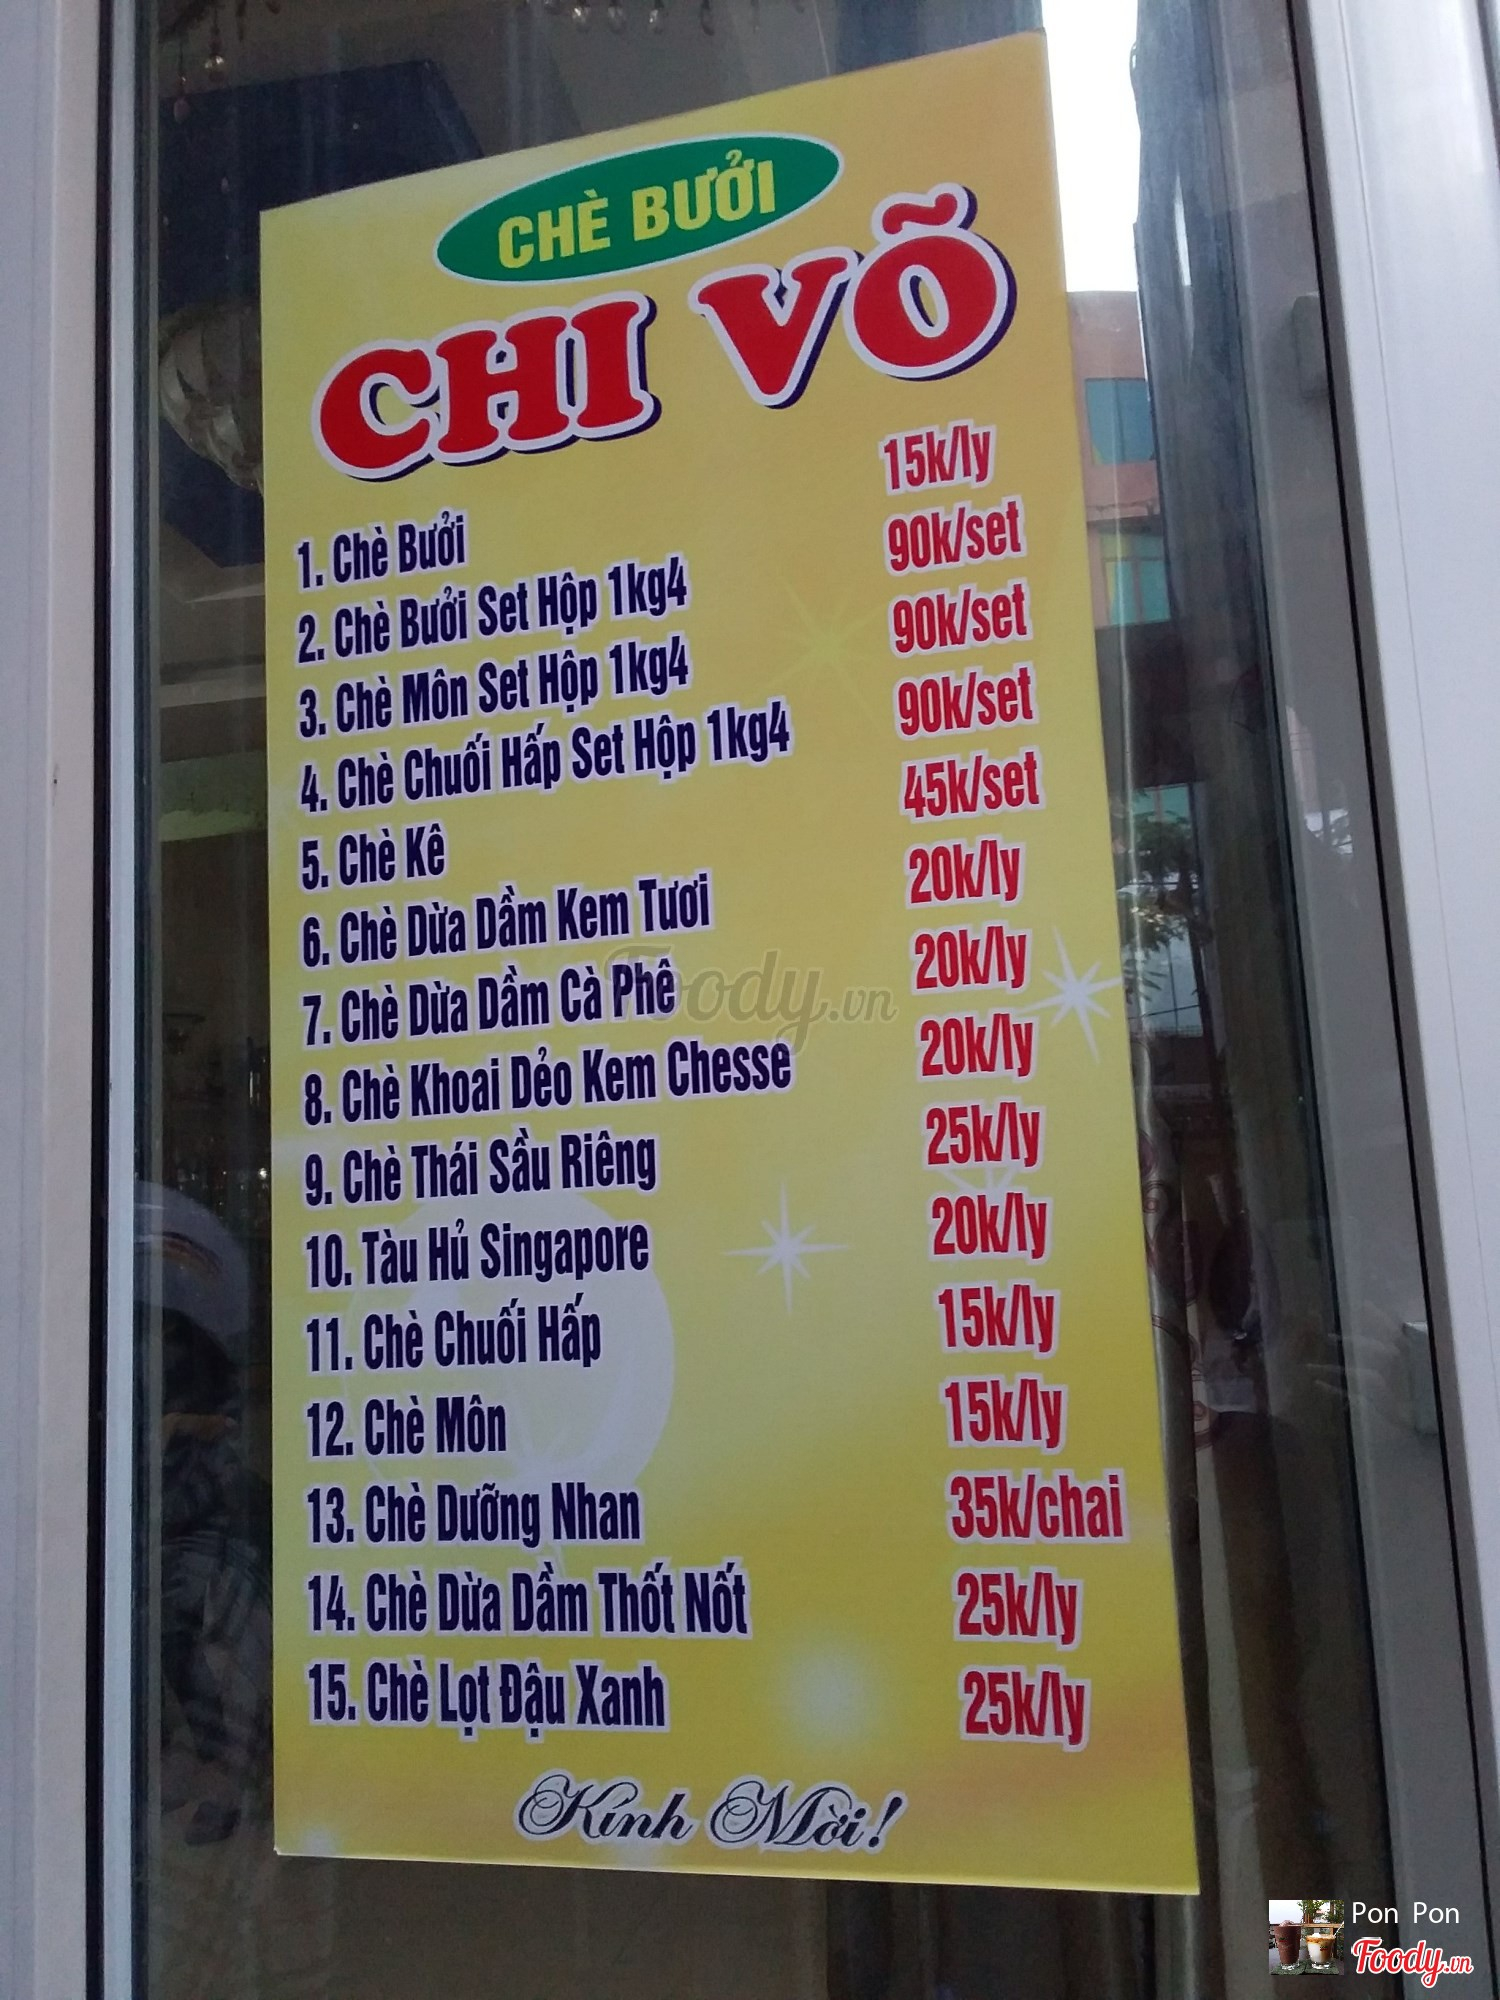 CHÈ BƯỞI
CHI VÕ
1. Chè Bưởi 15k/ly
2. Chè Bưởi Set Hộp 1kg4 90k/set
3. Chè Môn Set Hộp 1kg4 90k/set
4. Chè Chuối Hấp Set Hộp 1kg4 90k/set
5. Chè Kê 45k/set
6. Chè Dừa Dầm Kem Tươi 20k/ly
7. Chè Dừa Dầm Cà Phê 20k/ly
8. Chè Khoai Dẻo Kem Chesse 20k/ly
9. Chè Thái Sầu Riêng 25k/ly
10. Tàu Hủ Singapore 20k/ly
11. Chè Chuối Hấp 15k/ly
12. Chè Môn 15k/ly
13. Chè Dưỡng Nhan 35k/chai
14. Chè Dừa Dầm Thốt Nốt 25k/ly
15. Chè Lọt Đậu Xanh 25k/ly
Kính Mời!
Foody.vn
Pon Pon
Foody.vn